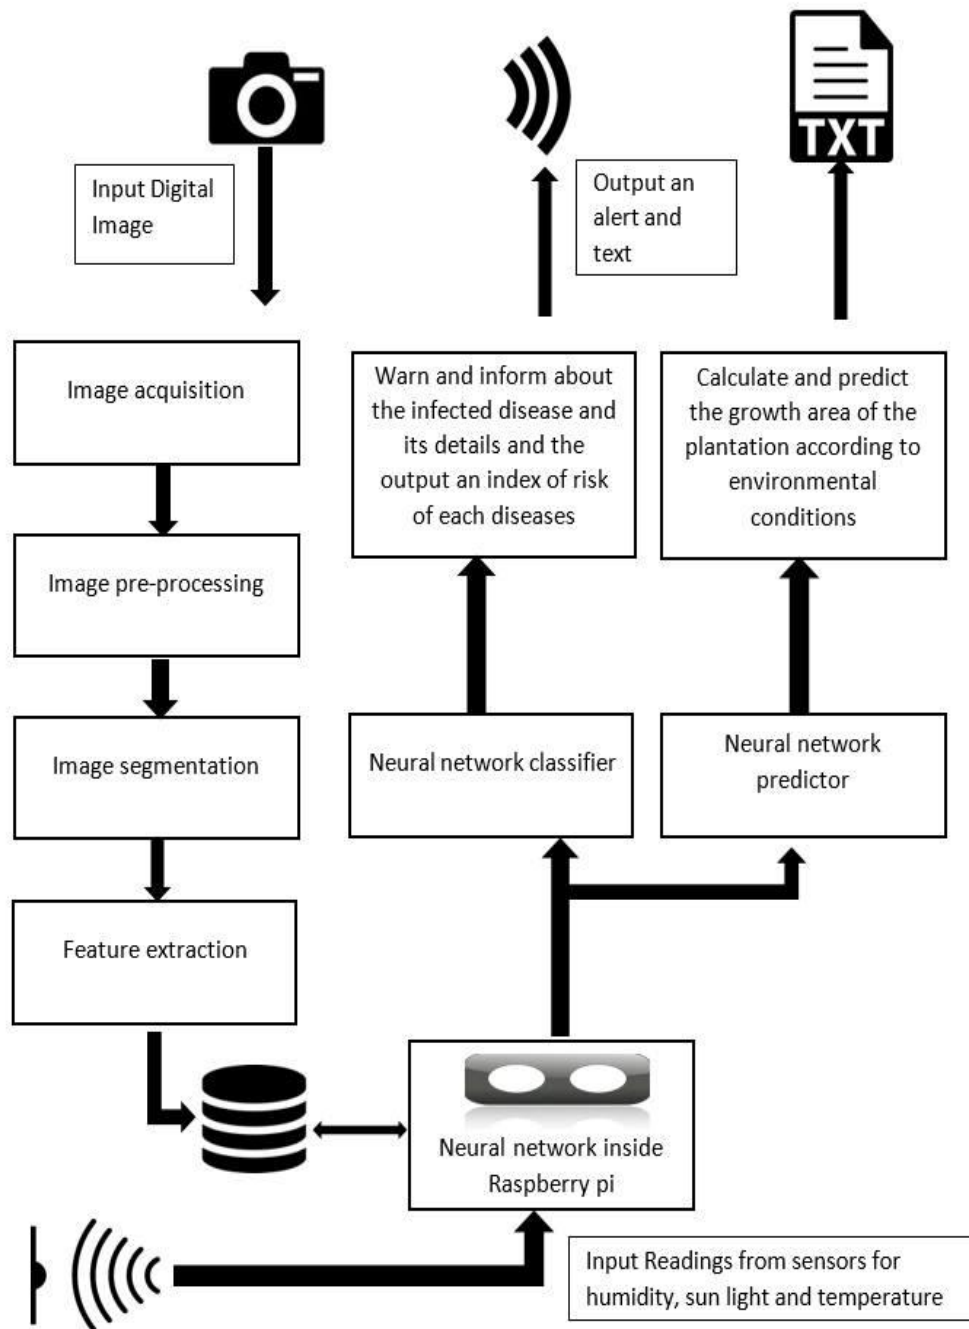 Input Digital
Image
Output an
alert and
text
TXT
Image acquisition
Warn and inform about
the infected disease and
its details and the
output an index of risk
of each diseases
Calculate and predict
the growth area of the
plantation according to
environmental
conditions
Image pre-processing
Image segmentation
Neural network classifier
Neural network
predictor
Feature extraction
Neural network inside
Raspberry pi
Input Readings from sensors for
humidity, sun light and temperature